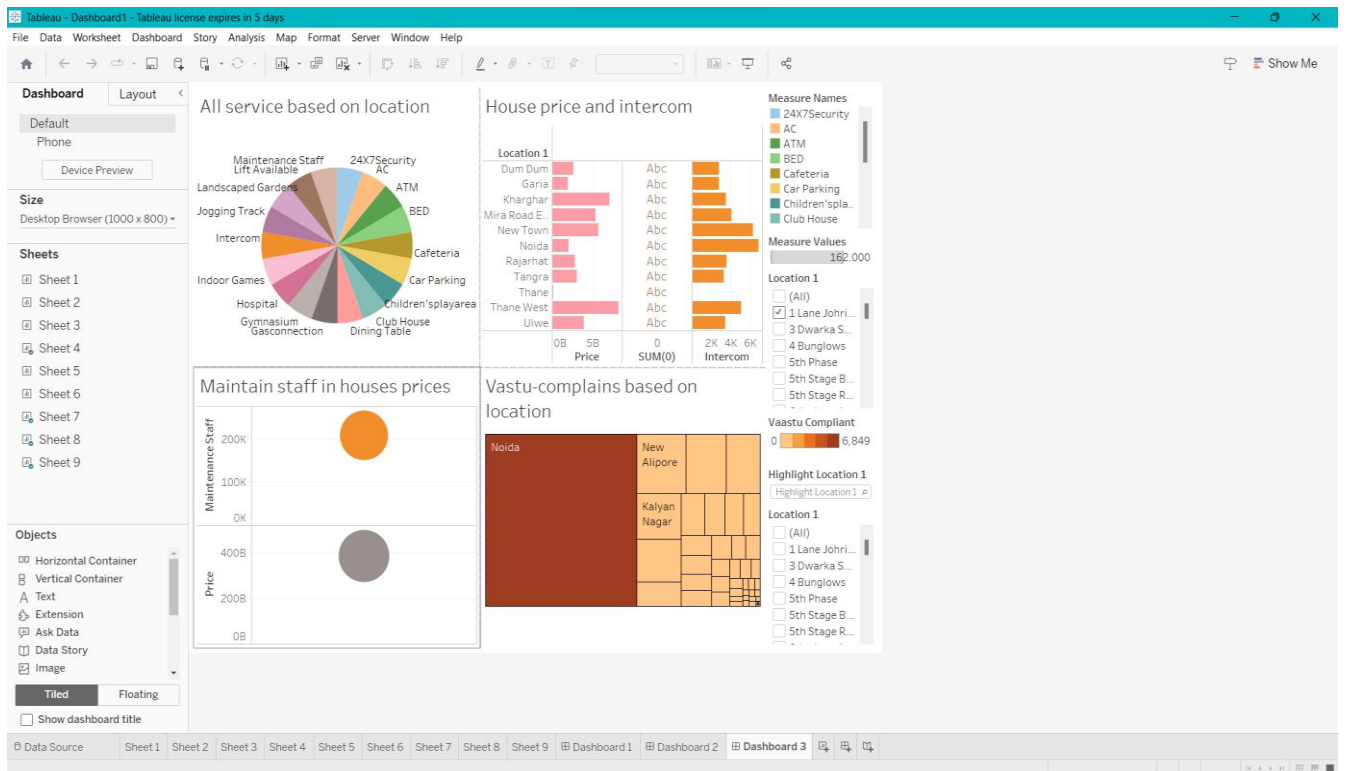 Tableau - Dashboard1 - Tableau license expires in 5 days
File Data Worksheet Dashboard Story Analysis Map Format Server Window Help
Show Me
Dashboard Layout
Default
Phone
Device Preview
Size
Desktop Browser (1000 x 800)
Sheets
Sheet 1
Sheet 2
Sheet 3
Sheet 4
Sheet 5
Sheet 6
Sheet 7
Sheet 8
Sheet 9
Objects
Horizontal Container
Vertical Container
A Text
Extension
Ask Data
Data Story
Image
Tiled Floating
Show dashboard title
All service based on location
Maintenance Staff 24X7Security
Lift Available AC
Landscaped Gardens ATM
Jogging Track BED
Intercom Cafeteria
Indoor Games Car Parking
Hospital Children'splayarea
Gymnasium Club House
Gasconnection Dining Table
House price and intercom
Location 1
Dum Dum Abc
Garia Abc
Kharghar Abc
Mira Road E.. Abc
New Town Abc
Noida Abc
Rajarhat Abc
Tangra Abc
Thane Abc
Thane West Abc
Ulwe Abc
0B 5B 0 2K 4K 6K
Price SUM(0) Intercom
Maintain staff in houses prices
Maintenance Staff
200K
100K
0K
Price
400B
200B
0B
Vastu-complains based on
location
Noida
New
Alipore
Kalyan
Nagar
Measure Names
24X7Security
AC
ATM
BED
Cafeteria
Car Parking
Children'spla..
Club House
Measure Values
162.000
Location 1
(All)
1 Lane Johri...
3 Dwarka S...
4 Bunglows
5th Phase
5th Stage B...
5th Stage R...
Vaastu Compliant
0 6,849
Highlight Location 1
Highlight Location 1
Location 1
(All)
1 Lane Johri...
3 Dwarka S...
4 Bunglows
5th Phase
5th Stage B...
5th Stage R...
Data Source Sheet 1 Sheet 2 Sheet 3 Sheet 4 Sheet 5 Sheet 6 Sheet 7 Sheet 8 Sheet 9 Dashboard 1 Dashboard 2 Dashboard 3